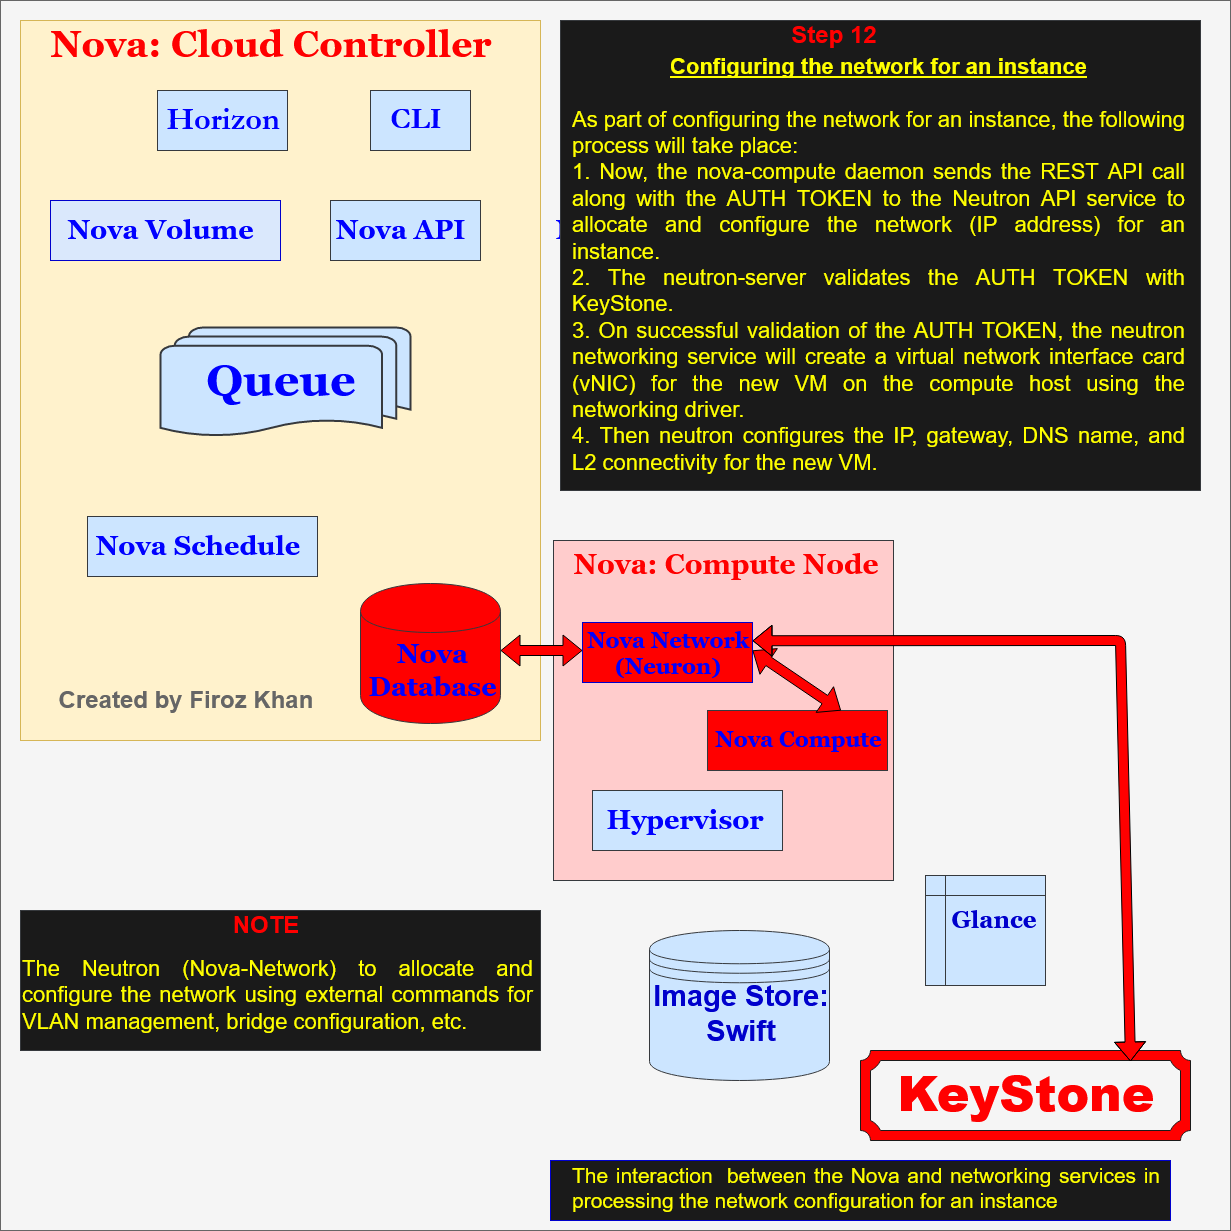 Nova: Cloud Controller
Horizon
CLI
Nova Volume
Nova API
Queue
Nova Schedule
Nova
Database
Created by Firoz Khan
Step 12
Configuring the network for an instance
As part of configuring the network for an instance, the following
process will take place:
1. Now, the nova-compute daemon sends the REST API call
along with the AUTH TOKEN to the Neutron API service to
allocate and configure the network (IP address) for an
instance.
2. The neutron-server validates the AUTH TOKEN with
KeyStone.
3. On successful validation of the AUTH TOKEN, the neutron
networking service will create a virtual network interface card
(vNIC) for the new VM on the compute host using the
networking driver.
4. Then neutron configures the IP, gateway, DNS name, and
L2 connectivity for the new VM.
Nova: Compute Node
Nova Network
(Neuron)
Nova Compute
Hypervisor
Glance
NOTE
The Neutron (Nova-Network) to allocate and
configure the network using external commands for
VLAN management, bridge configuration, etc.
Image Store:
Swift
KeyStone
The interaction between the Nova and networking services in
processing the network configuration for an instance